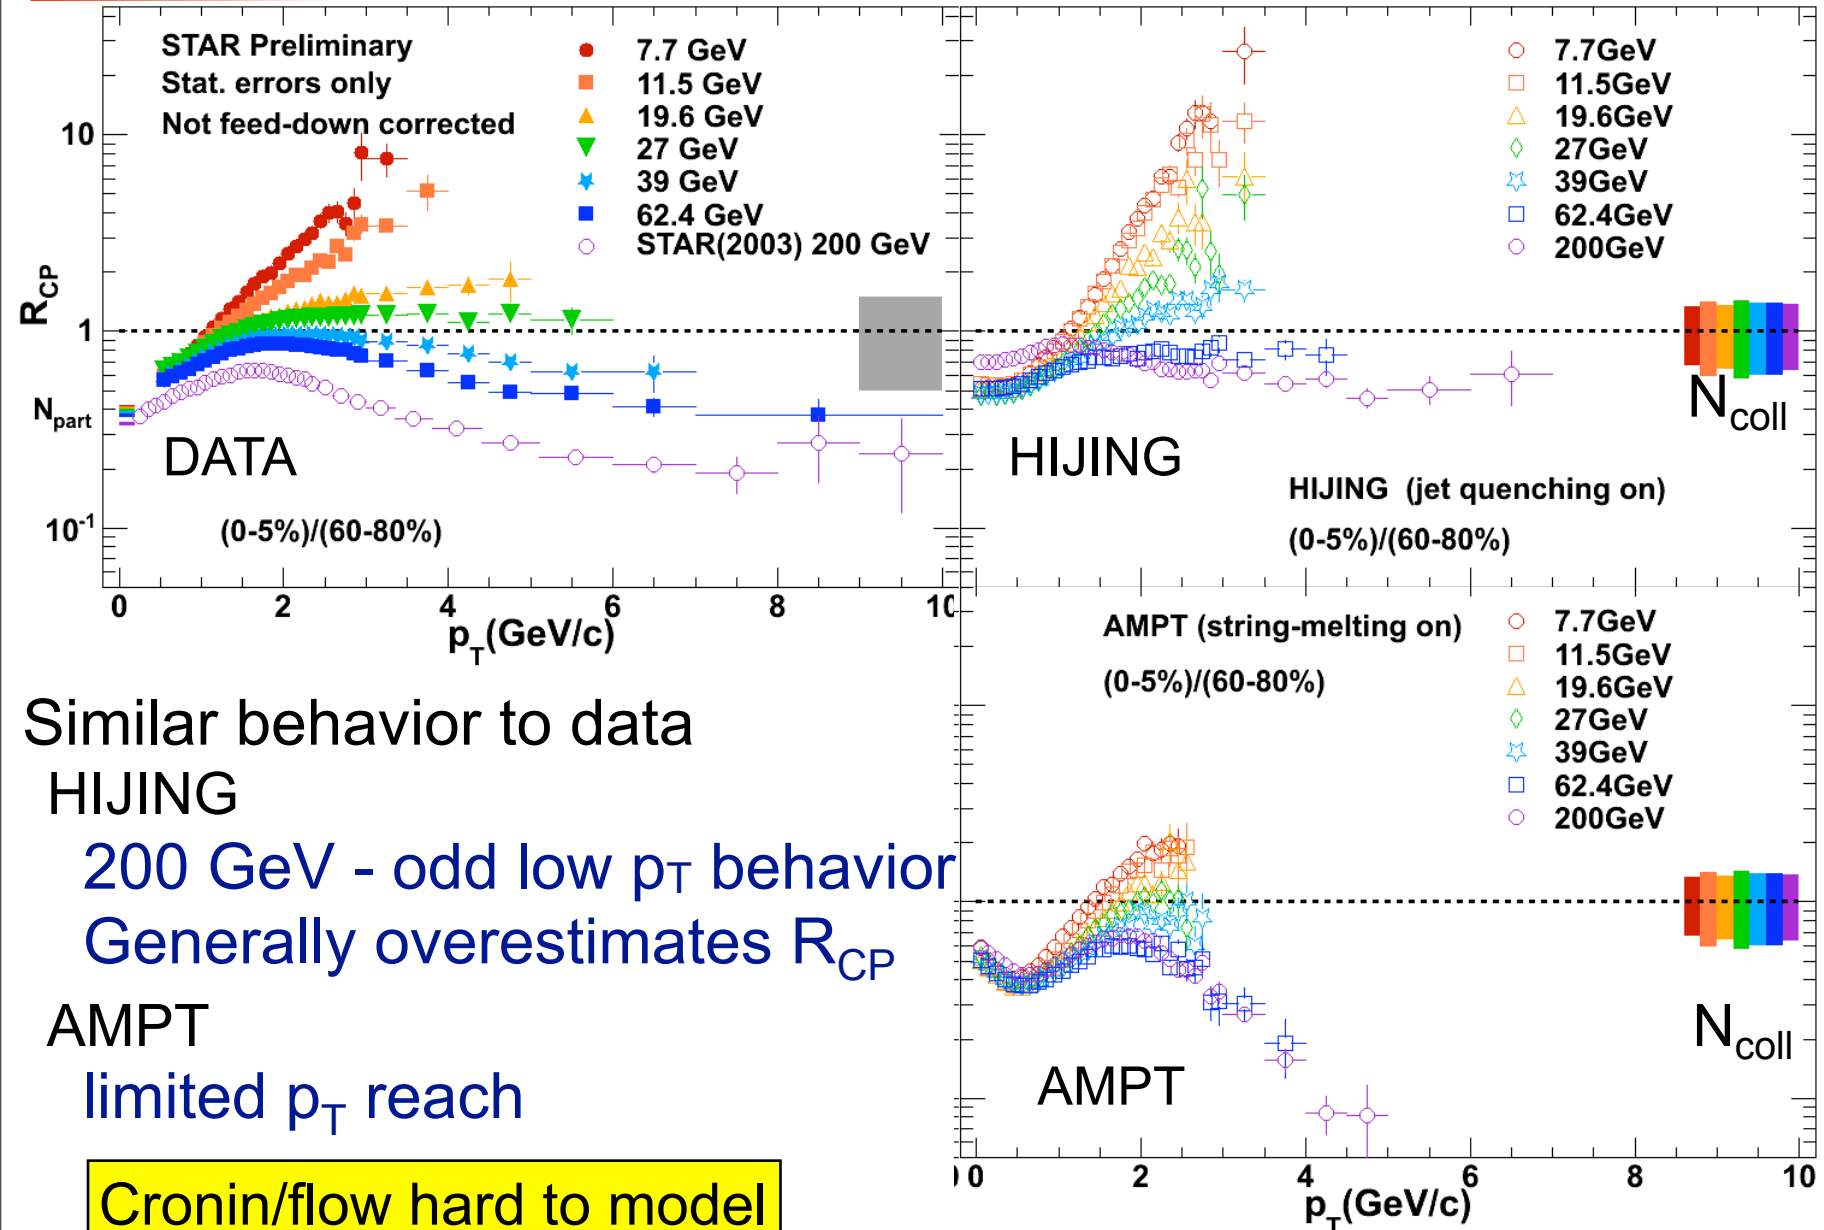 STAR Preliminary
Stat. errors only
Not feed-down corrected
7.7 GeV
11.5 GeV
19.6 GeV
27 GeV
39 GeV
62.4 GeV
STAR(2003) 200 GeV
10
1
10-1
RCP
Npart
DATA
(0-5%)/(60-80%)
0 2 4 6 8 10
pT(GeV/c)
7.7GeV
11.5GeV
19.6GeV
27GeV
39GeV
62.4GeV
200GeV
Ncoll
HIJING
HIJING (jet quenching on)
(0-5%)/(60-80%)
AMPT (string-melting on)
(0-5%)/(60-80%)
7.7GeV
11.5GeV
19.6GeV
27GeV
39GeV
62.4GeV
200GeV
Ncoll
AMPT
0 2 4 6 8 10
pT(GeV/c)
Similar behavior to data
HIJING
200 GeV - odd low pT behavior
Generally overestimates RCP
AMPT
limited pT reach
Cronin/flow hard to model